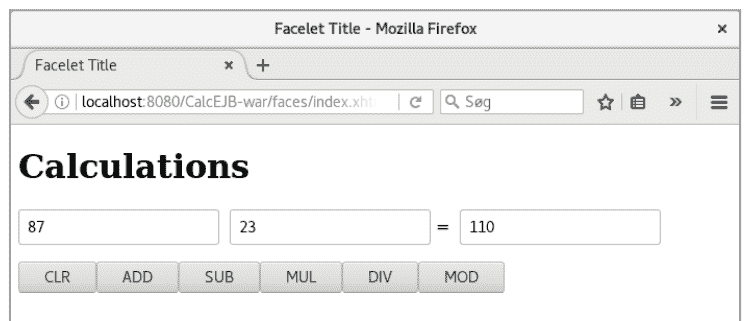 Facelet Title - Mozilla Firefox ×
Facelet Title × +
localhost:8080/CalcEJB-war/faces/index.xht Søg
Calculations
87 23 = 110
CLR ADD SUB MUL DIV MOD